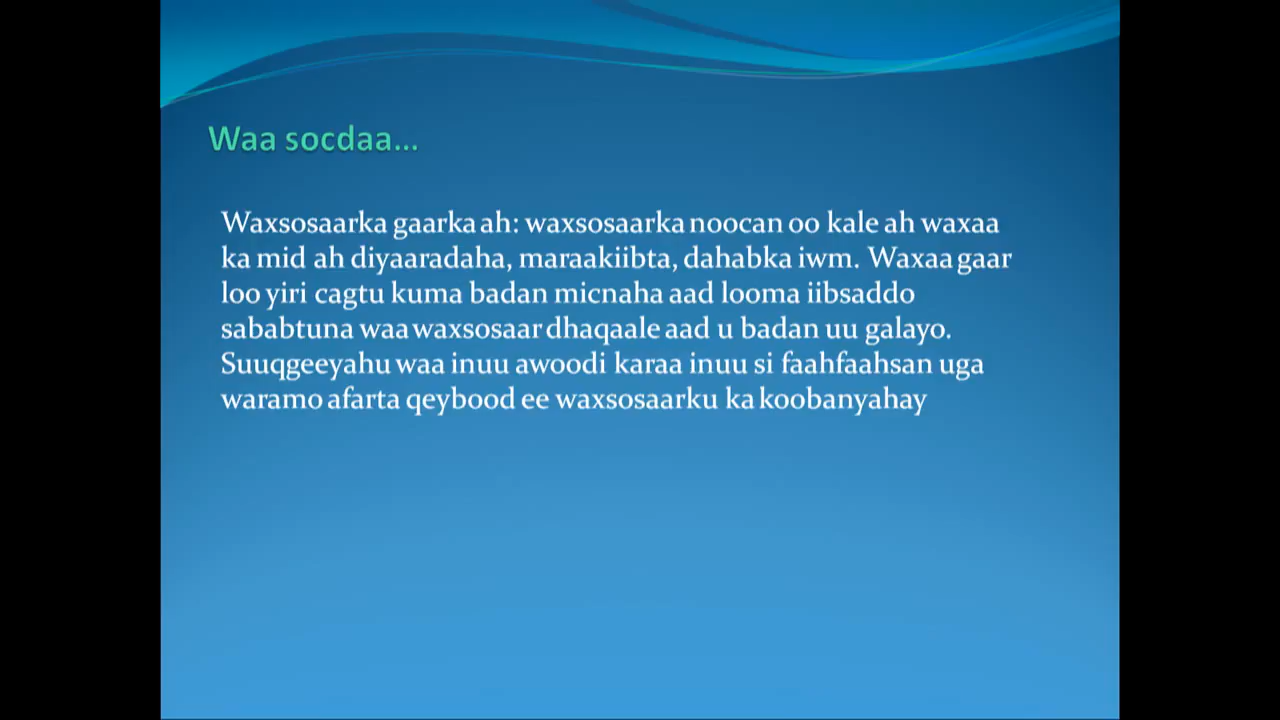 Waa socdaa...
Waxsosaarka gaarka ah: waxsosaarka noocan oo kale ah waxaa
ka mid ah diyaaradaha, maraakiibta, dahabka iwm. Waxaa gaar
loo yiri cagtu kuma badan micnaha aad looma iibsaddo
sababtuna waa waxsosaar dhaqaale aad u badan uu galayo.
Suuqgeeyahu waa inuu awoodi karaa inuu si faahfaahsan uga
waramo afarta qeybood ee waxsosaarku ka koobanyahay